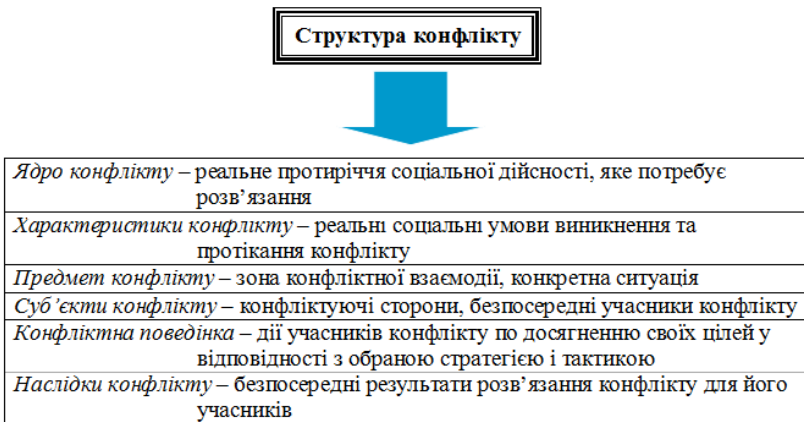 Структура конфлікту
Ядро конфлікту – реальне протиріччя соціальної дійсності, яке потребує
розв’язання
Характеристики конфлікту – реальні соціальні умови виникнення та
протікання конфлікту
Предмет конфлікту – зона конфліктної взаємодії, конкретна ситуація
Суб’єкти конфлікту – конфліктуючі сторони, безпосередні учасники конфлікту
Конфліктна поведінка – дії учасників конфлікту по досягненню своїх цілей у
відповідності з обраною стратегією і тактикою
Наслідки конфлікту – безпосередні результати розв’язання конфлікту для його
учасників